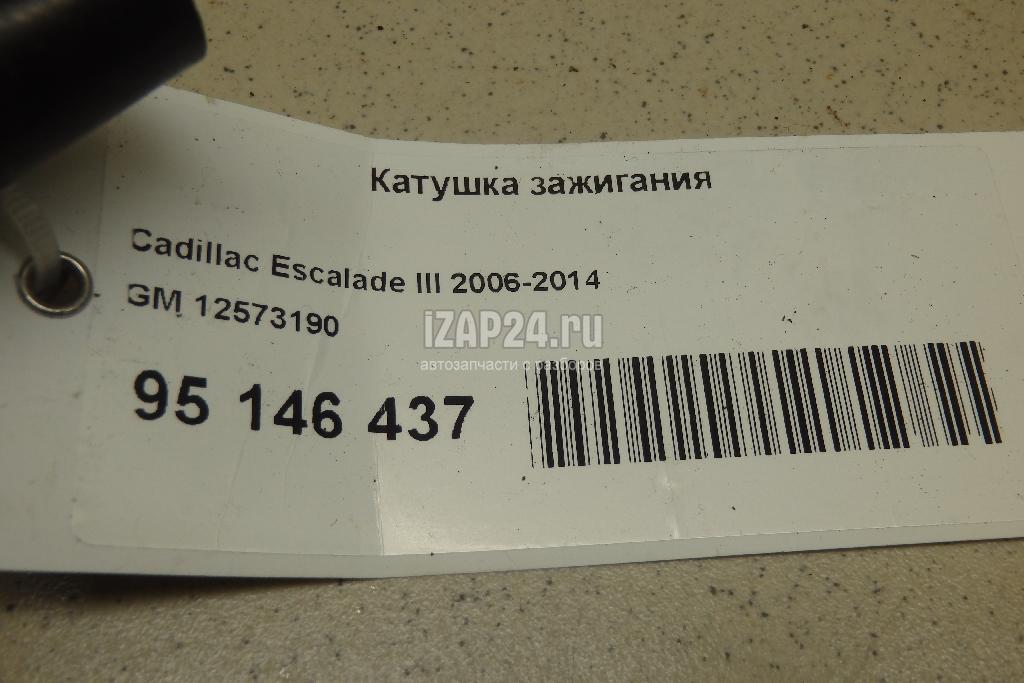 Катушка зажигания
Cadillac Escalade III 2006-2014
GM 12573190
iZAP24.ru
автозапчасти с разборов
95 146 437